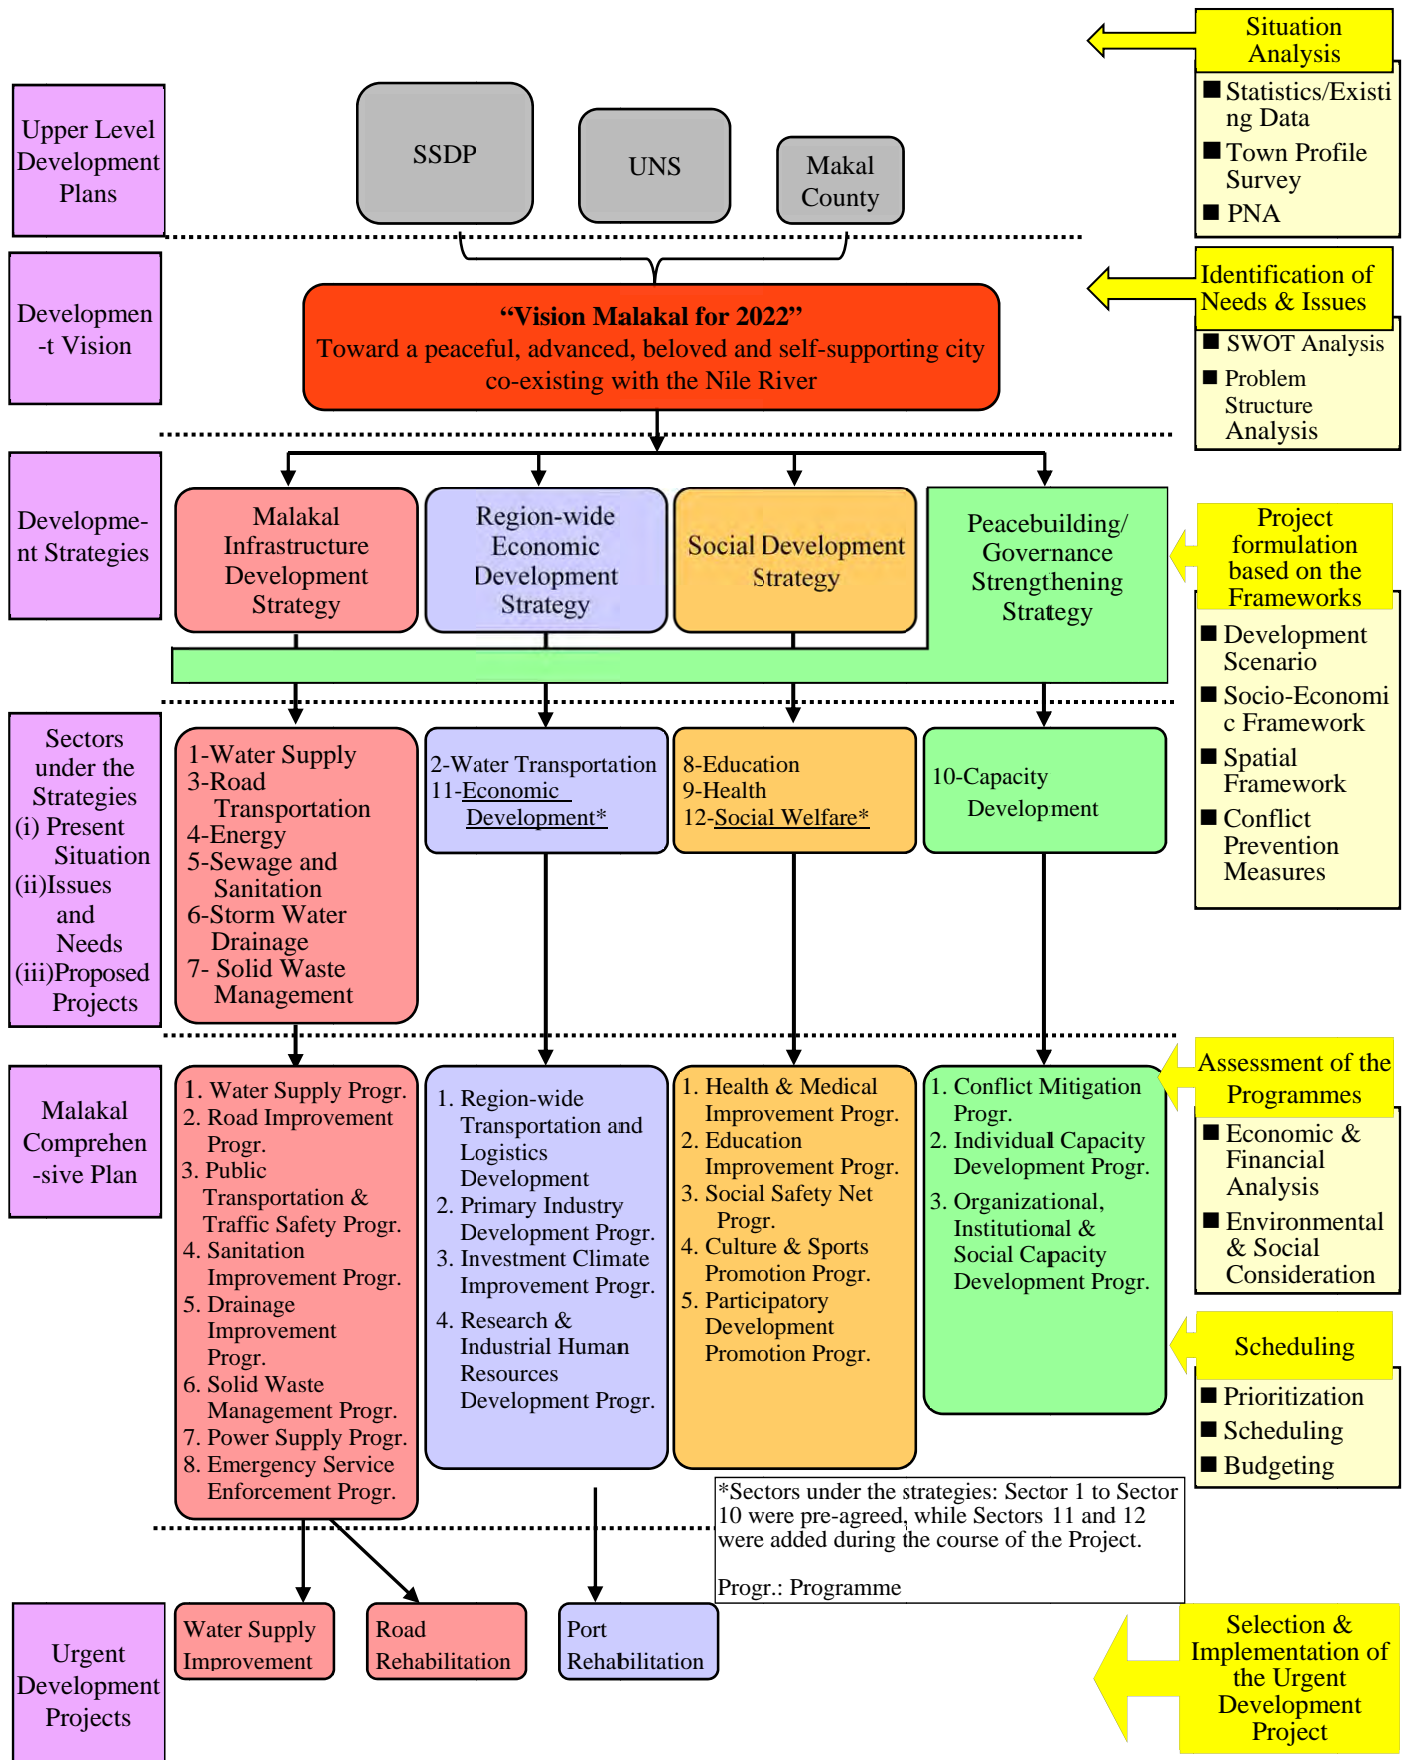 Upper Level
Development
Plans
SSDP
UNS
Makal
County
Situation
Analysis
■ Statistics/Existi
ng Data
■ Town Profile
Survey
■ PNA
Developmen
-t Vision
“Vision Malakal for 2022”
Toward a peaceful, advanced, beloved and self-supporting city
co-existing with the Nile River
Identification of
Needs & Issues
■ SWOT Analysis
■ Problem
Structure
Analysis
Developme-
nt Strategies
Malakal
Infrastructure
Development
Strategy
Region-wide
Economic
Development
Strategy
Social Development
Strategy
Peacebuilding/
Governance
Strengthening
Strategy
Project
formulation
based on the
Frameworks
■ Development
Scenario
■ Socio-Economi
c Framework
■ Spatial
Framework
■ Conflict
Prevention
Measures
Sectors
under the
Strategies
(i) Present
Situation
(ii)Issues
and
Needs
(iii)Proposed
Projects
1-Water Supply
3-Road
Transportation
4-Energy
5-Sewage and
Sanitation
6-Storm Water
Drainage
7- Solid Waste
Management
2-Water Transportation
11-Economic
Development*
8-Education
9-Health
12-Social Welfare*
10-Capacity
Development
Malakal
Comprehen
-sive Plan
1. Water Supply Progr.
2. Road Improvement
Progr.
3. Public
Transportation &
Traffic Safety Progr.
4. Sanitation
Improvement Progr.
5. Drainage
Improvement
Progr.
6. Solid Waste
Management Progr.
7. Power Supply Progr.
8. Emergency Service
Enforcement Progr.
1. Region-wide
Transportation and
Logistics
Development
2. Primary Industry
Development Progr.
3. Investment Climate
Improvement Progr.
4. Research &
Industrial Human
Resources
Development Progr.
1. Health & Medical
Improvement Progr.
2. Education
Improvement Progr.
3. Social Safety Net
Progr.
4. Culture & Sports
Promotion Progr.
5. Participatory
Development
Promotion Progr.
1. Conflict Mitigation
Progr.
2. Individual Capacity
Development Progr.
3. Organizational,
Institutional &
Social Capacity
Development Progr.
Assessment of the
Programmes
■ Economic &
Financial
Analysis
■ Environmental
& Social
Consideration
Scheduling
■ Prioritization
■ Scheduling
■ Budgeting
*Sectors under the strategies: Sector 1 to Sector
10 were pre-agreed, while Sectors 11 and 12
were added during the course of the Project.
Progr.: Programme
Urgent
Development
Projects
Water Supply
Improvement
Road
Rehabilitation
Port
Rehabilitation
Selection &
Implementation of
the Urgent
Development
Project